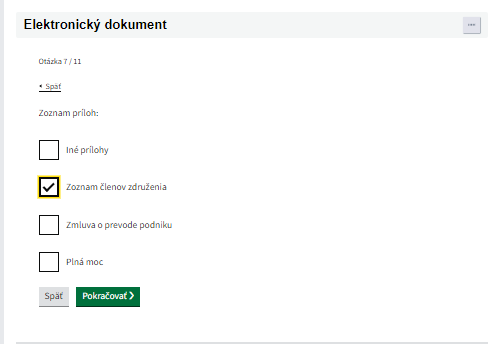 Elektronický dokument
Otázka 7 / 11
Späť
Zoznam príloh:
Iné prílohy
Zoznam členov združenia
Zmluva o prevode podniku
Plná moc
Späť
Pokračovať